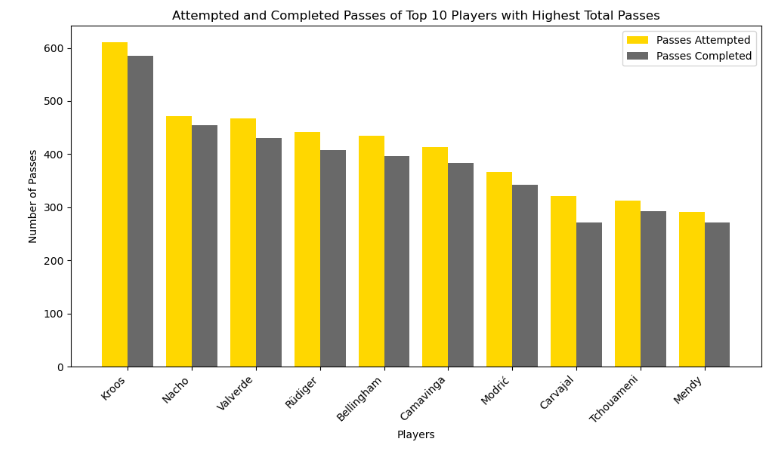 Attempted and Completed Passes of Top 10 Players with Highest Total Passes
Passes Attempted
Passes Completed
Number of Passes
600
500
400
300
200
100
0
Kroos
Nacho
Valverde
Rüdiger
Bellingham
Camavinga
Modrić
Carvajal
Tchouameni
Mendy
Players